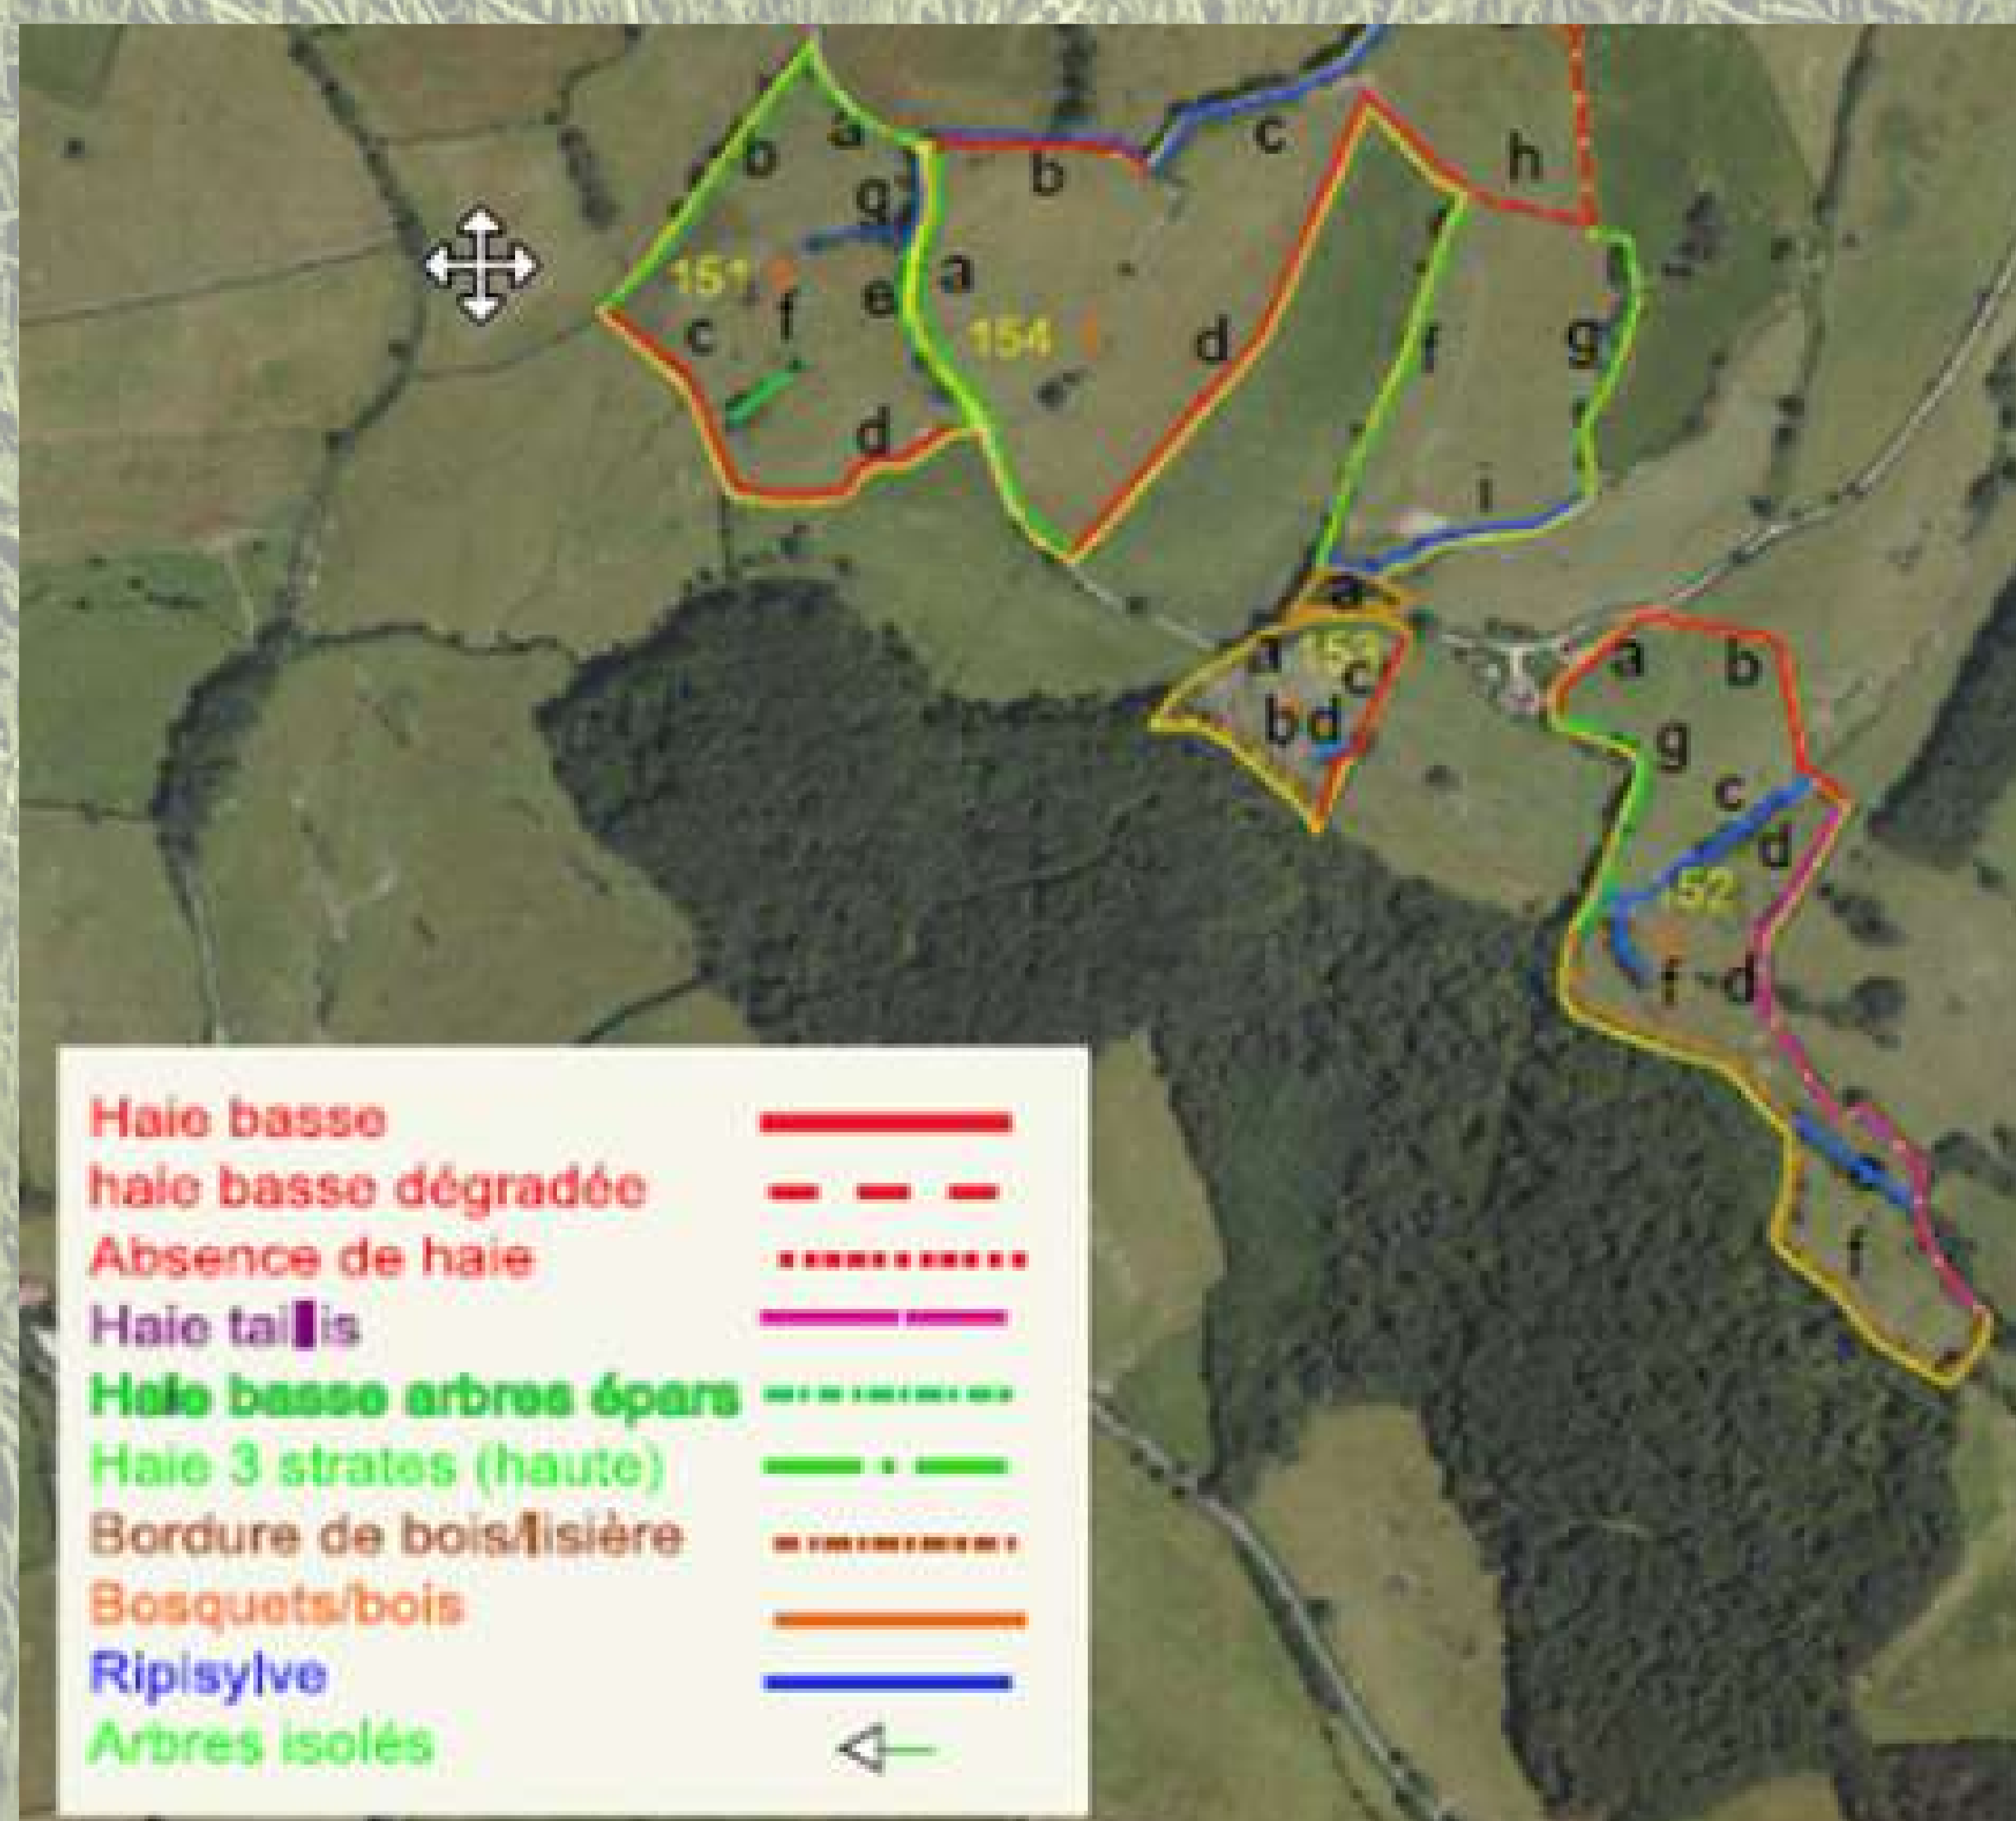 a
b
c
h
g
151
a
e
154
c
f
d
f
g
d
i
a
a
153
c
a
b
b
d
g
c
d
52
f
d
f
Haie basse
haie basse dégradée
Absence de haie
Haie taillis
Haie basse arbres épars
Haie 3 strates (haute)
Bordure de bois/lisière
Bosquets/bois
Ripisylve
Arbres isolés